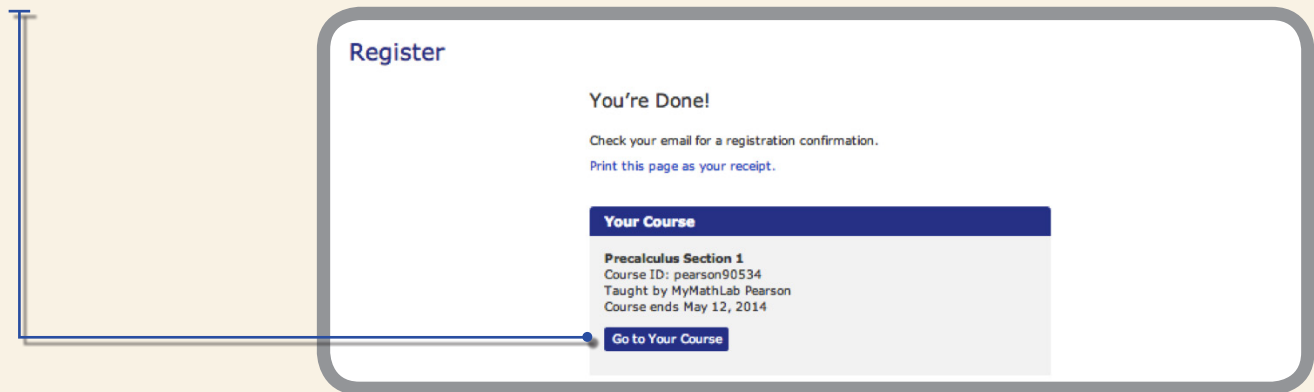 Register
You're Done!
Check your email for a registration confirmation.
Print this page as your receipt.
Your Course
Precalculus Section 1
Course ID: pearson90534
Taught by MyMathLab Pearson
Course ends May 12, 2014
Go to Your Course